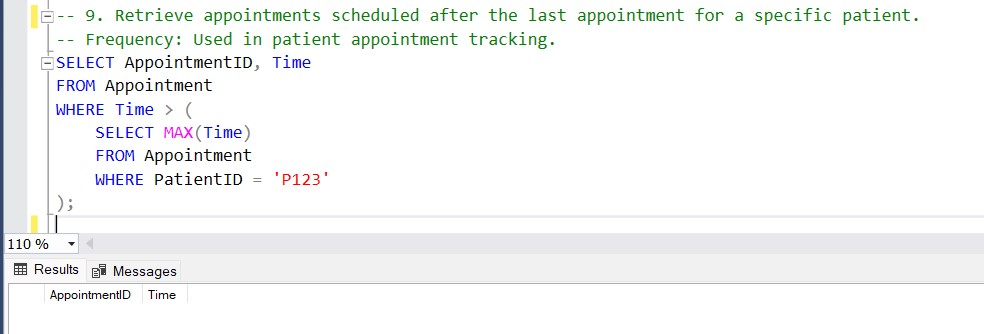 -- 9. Retrieve appointments scheduled after the last appointment for a specific patient.
-- Frequency: Used in patient appointment tracking.
SELECT AppointmentID, Time
FROM Appointment
WHERE Time > (
    SELECT MAX(Time)
    FROM Appointment
    WHERE PatientID = 'P123'
);
110 %
Results Messages
AppointmentID Time